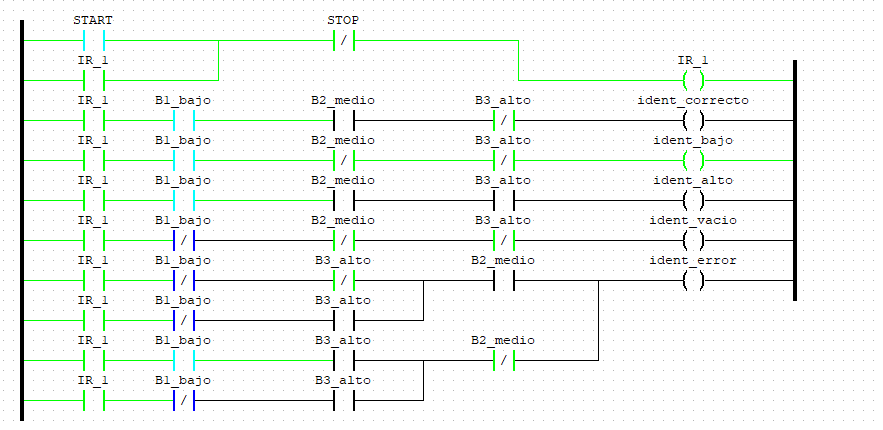 START STOP
IR_1 IR_1
IR_1 B1_bajo B2_medio B3_alto ident_correcto
IR_1 B1_bajo B2_medio B3_alto ident_bajo
IR_1 B1_bajo B2_medio B3_alto ident_alto
IR_1 B1_bajo B2_medio B3_alto ident_vacio
IR_1 B1_bajo B3_alto B2_medio ident_error
IR_1 B1_bajo B3_alto
IR_1 B1_bajo B3_alto B2_medio
IR_1 B1_bajo B3_alto